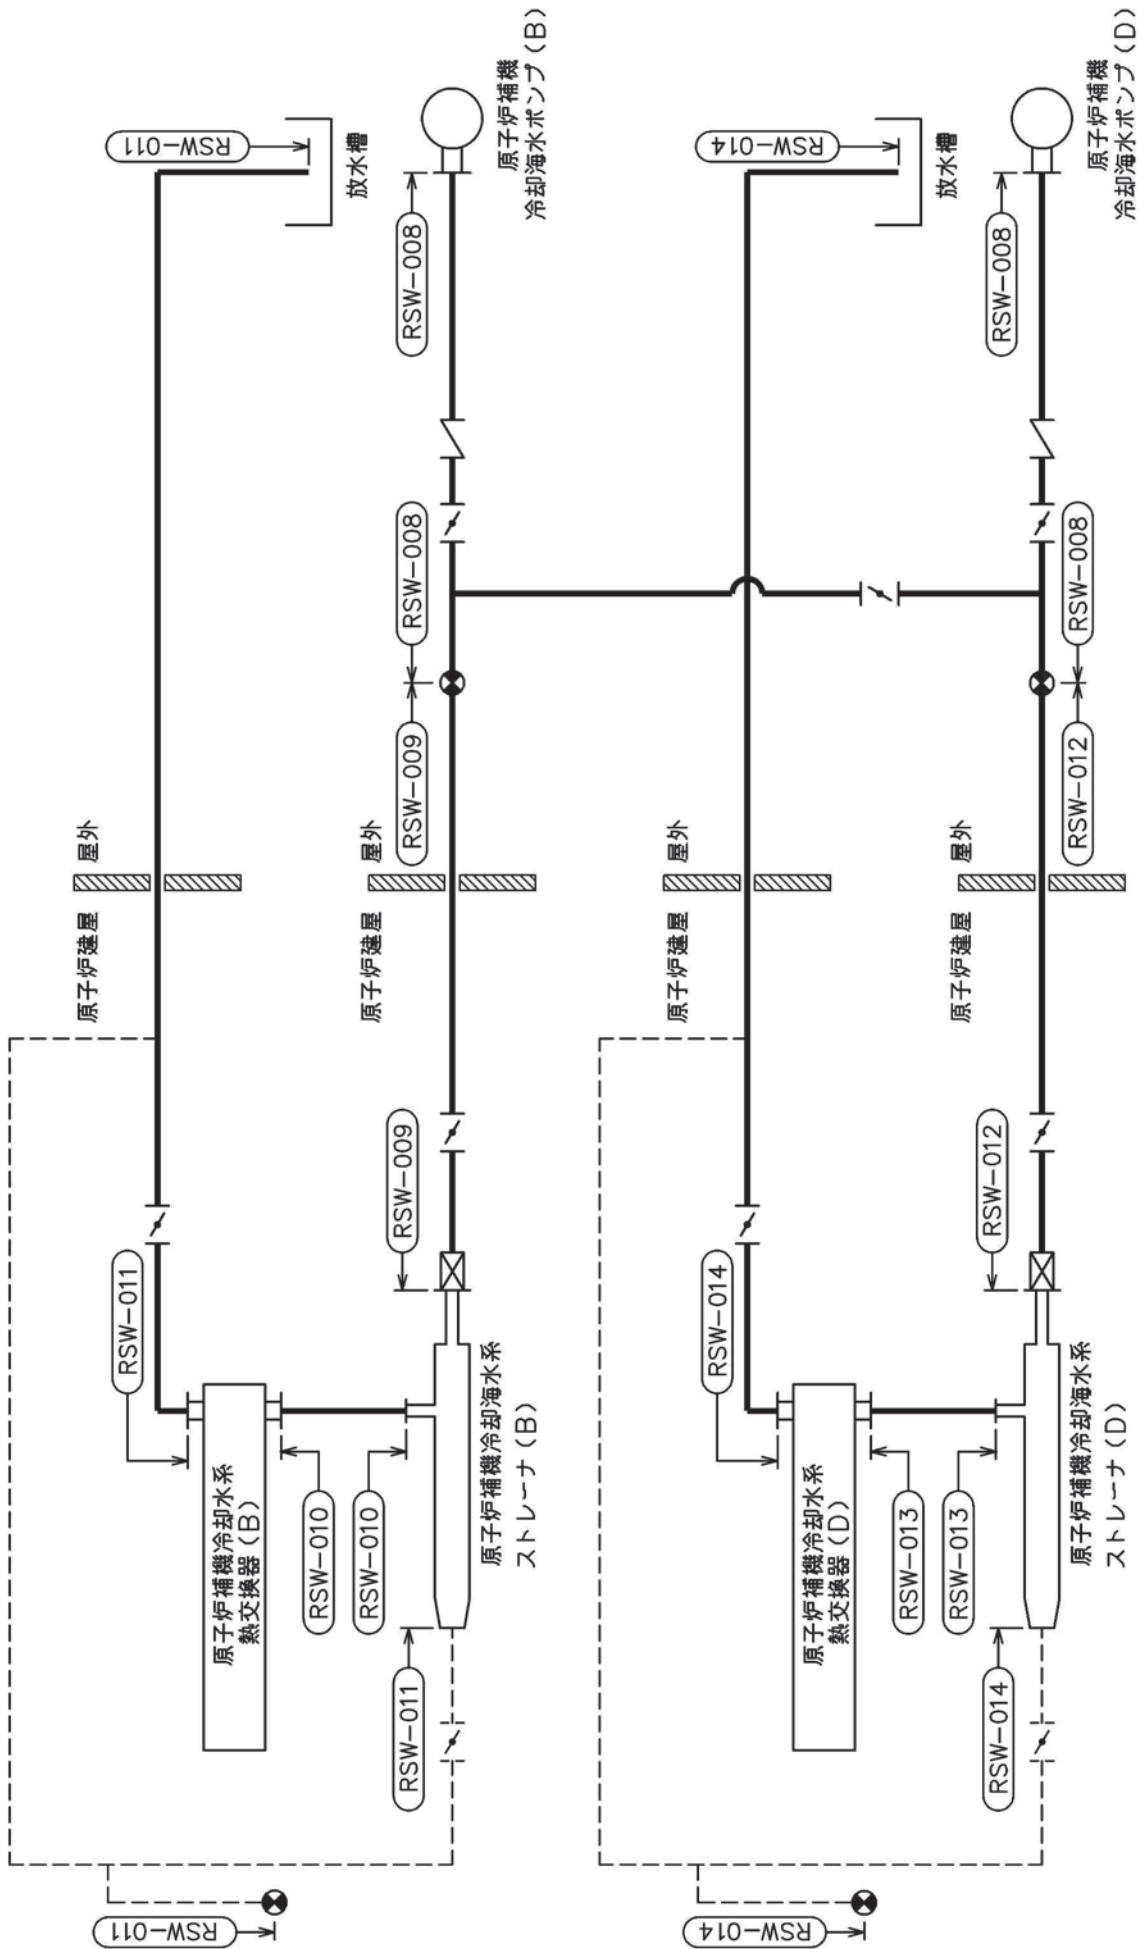 原子炉建屋
屋外
RSW-011
RSW-011
RSW-011
原子炉補機冷却水系
熱交換器(B)
RSW-010
RSW-010
放水槽
原子炉建屋
屋外
RSW-011
RSW-009
RSW-009
RSW-008
RSW-008
原子炉補機冷却海水系
ストレーナ(B)
原子炉補機
冷却海水ポンプ(B)
原子炉建屋
屋外
RSW-014
RSW-014
RSW-014
原子炉補機冷却水系
熱交換器(D)
RSW-013
RSW-013
放水槽
原子炉建屋
屋外
RSW-014
RSW-012
RSW-012
RSW-008
RSW-008
原子炉補機冷却海水系
ストレーナ(D)
原子炉補機
冷却海水ポンプ(D)